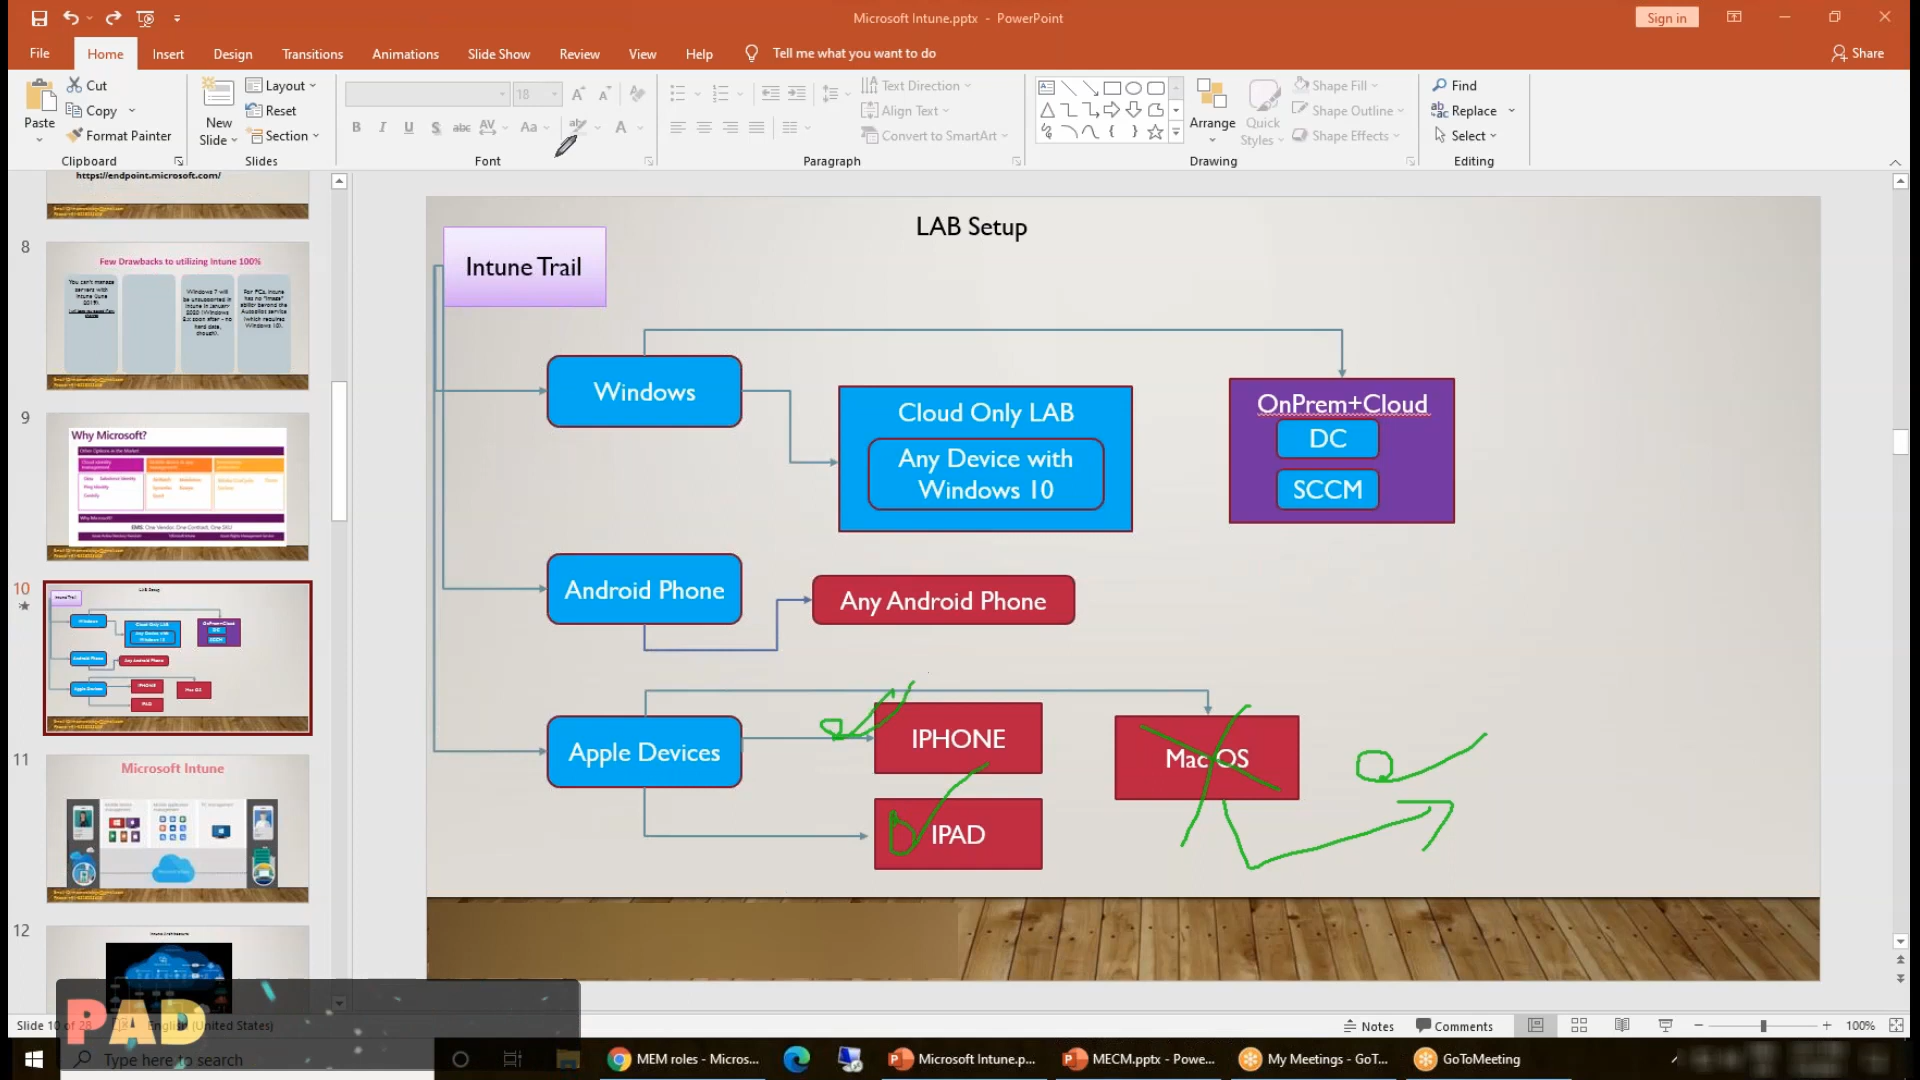 Microsoft Intune.pptx - PowerPoint
Sign in
File
Home
Insert
Design
Transitions
Animations
Slide Show
Review
View
Help
Tell me what you want to do
Share
Paste
Cut
Copy
Format Painter
Clipboard
New Slide
Layout
Reset
Section
Slides
18
Font
Text Direction
Align Text
Convert to SmartArt
Paragraph
Arrange
Quick Styles
Shape Fill
Shape Outline
Shape Effects
Drawing
Find
Replace
Select
Editing
https://endpoint.microsoft.com/
8
Few Drawbacks to utilizing Intune 100%
9
Why Microsoft?
10
11
Microsoft Intune
12
LAB Setup
Intune Trail
Windows
Cloud Only LAB
Any Device with
Windows 10
OnPrem+Cloud
DC
SCCM
Android Phone
Any Android Phone
Apple Devices
IPHONE
IPAD
Mac OS
PAD
Slide 10 of 28
English (United States)
Notes
Comments
100%
Type here to search
MEM roles - Micros...
Microsoft Intune.p...
MECM.pptx - Powe...
My Meetings - GoT...
GoToMeeting